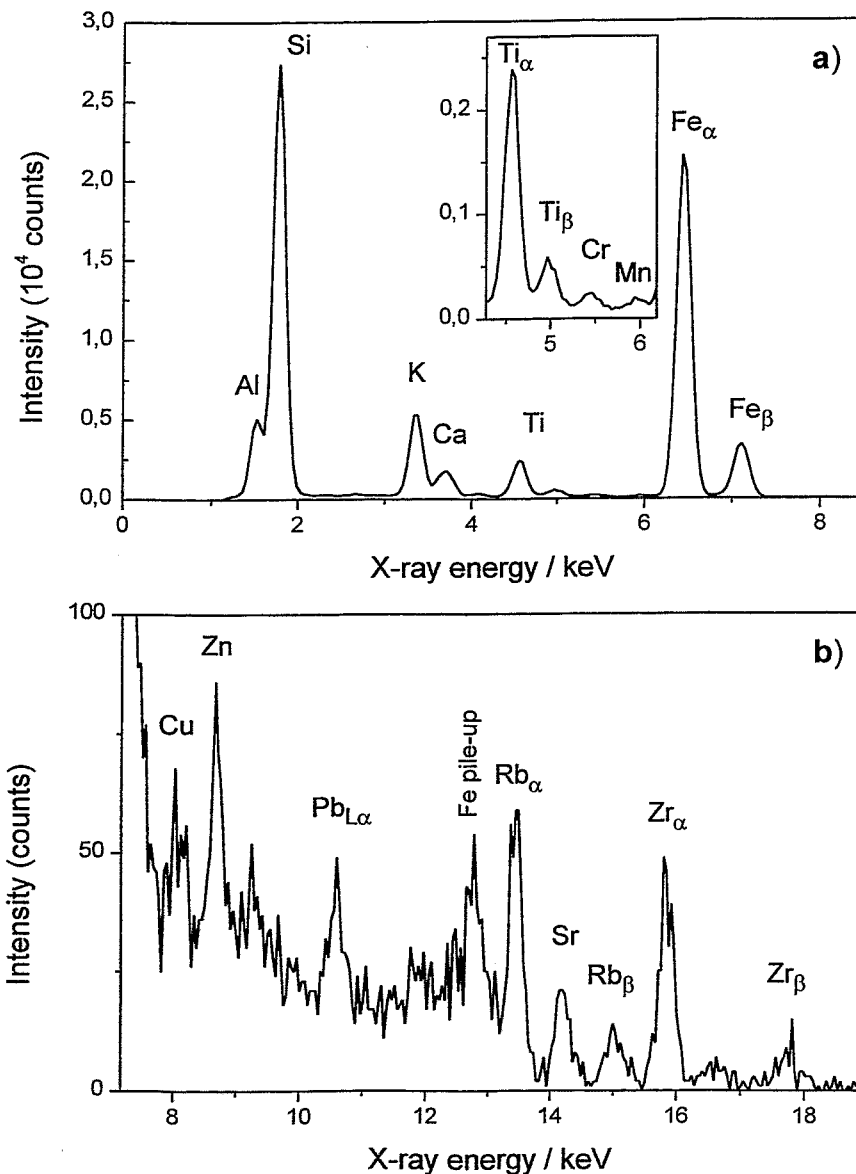 3,0
2,5
2,0
1,5
1,0
0,5
0,0
Intensity (10⁴ counts)
Si
Al
K
Ca
Ti
Fe_α
Fe_β
a)
0,2
0,1
0,0
Ti_α
Ti_β
Cr
Mn
5 6
0 2 4 6 8
X-ray energy / keV
100
50
0
Intensity (counts)
b)
Cu
Zn
Pb_Lα
Fe pile-up
Rb_α
Sr
Rb_β
Zr_α
Zr_β
8 10 12 14 16 18
X-ray energy / keV